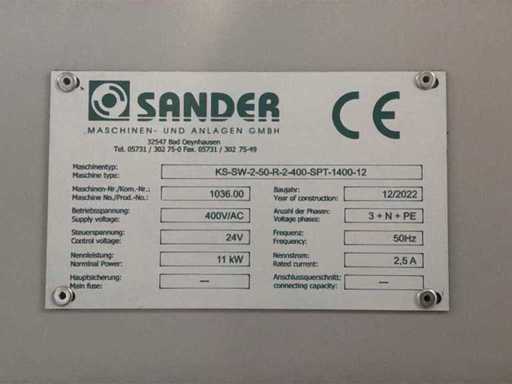 SANDER
MASCHINEN- UND ANLAGEN GMBH
32547 Bad Oeynhausen
Tel. 05731 / 302 75-0 Fax. 05731 / 302 75-49
CE
Maschinentyp:
Machine type:
KS-SW-2-50-R-2-400-SPT-1400-12
Maschinen-Nr./Kom.-Nr.:
Machine No./Prod.-No.:
1036.00
Baujahr:
Year of construction:
12/2022
Betriebsspannung:
Supply voltage:
400V/AC
Anzahl der Phasen:
Voltage phases:
3 + N + PE
Steuerspannung:
Control voltage:
24V
Frequenz:
Frequency:
50Hz
Nennleistung:
Norminal Power:
11 kW
Nennstrom:
Rated current:
2,5 A
Hauptsicherung:
Main fuse:
---
Anschlussquerschnitt:
connecting capacity:
---